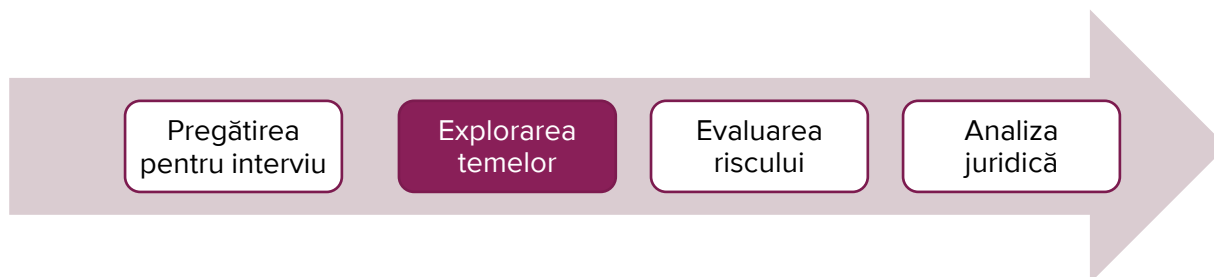 Pregătirea
pentru interviu
Explorarea
temelor
Evaluarea
riscului
Analiza
juridică